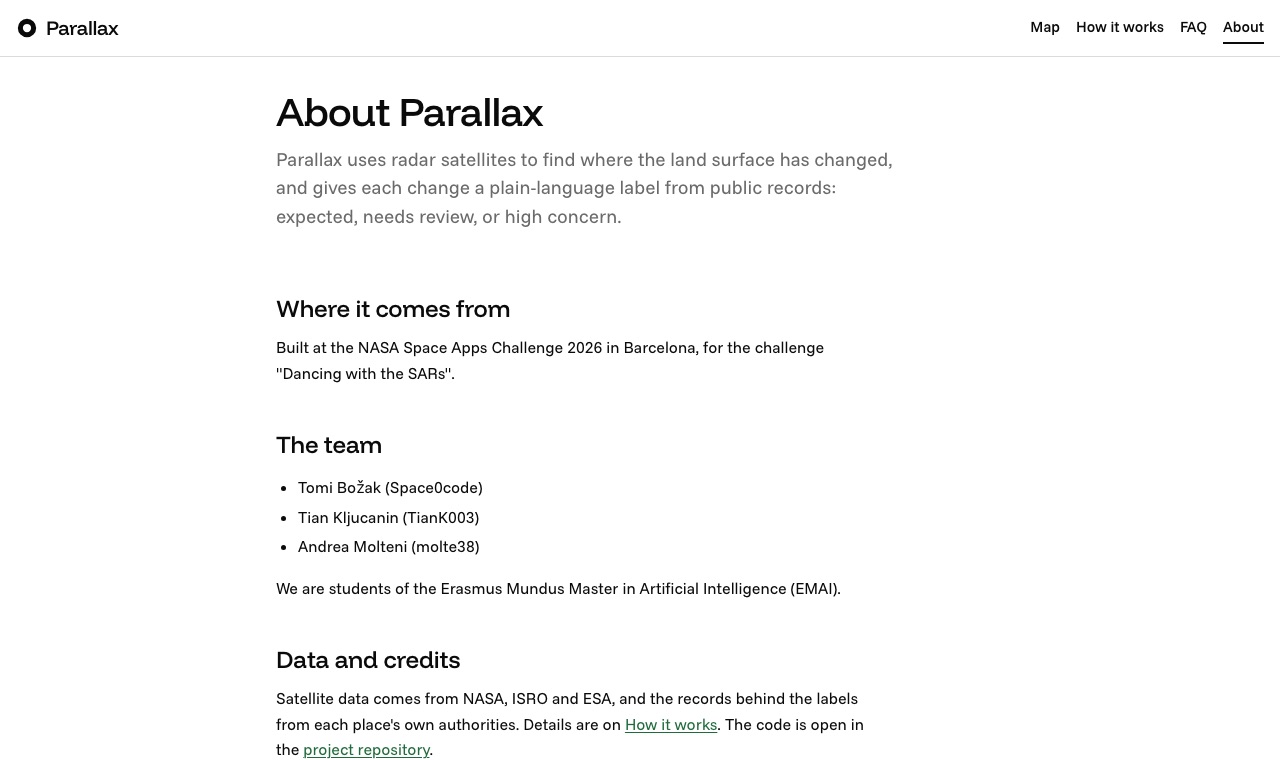 Parallax
Map
How it works
FAQ
About
About Parallax
Parallax uses radar satellites to find where the land surface has changed,
and gives each change a plain-language label from public records:
expected, needs review, or high concern.
Where it comes from
Built at the NASA Space Apps Challenge 2026 in Barcelona, for the challenge
"Dancing with the SARs".
The team
• Tomi Božak (Space0code)
• Tian Kljucanin (TianK003)
• Andrea Molteni (molte38)
We are students of the Erasmus Mundus Master in Artificial Intelligence (EMAI).
Data and credits
Satellite data comes from NASA, ISRO and ESA, and the records behind the labels
from each place's own authorities. Details are on How it works. The code is open in
the project repository.